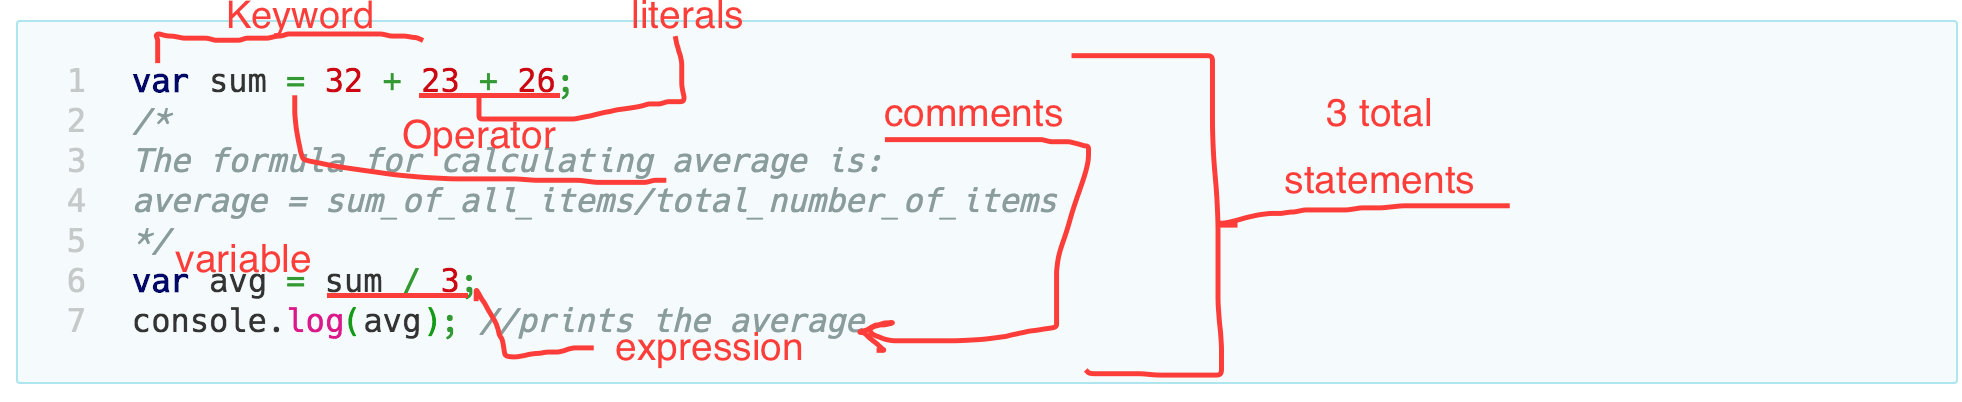 Keyword literals
1 var sum = 32 + 23 + 26;
2 /*
comments 3 total
Operator
3 The formula for calculating average is:
statements
4 average = sum_of_all_items/total_number_of_items
5 */
variable
6 var avg = sum / 3;
7 console.log(avg); //prints the average
expression